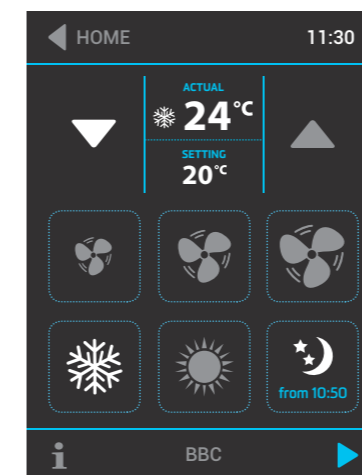 HOME 11:30
ACTUAL
24°C
SETTING
20°C
from 10:50
i BBC